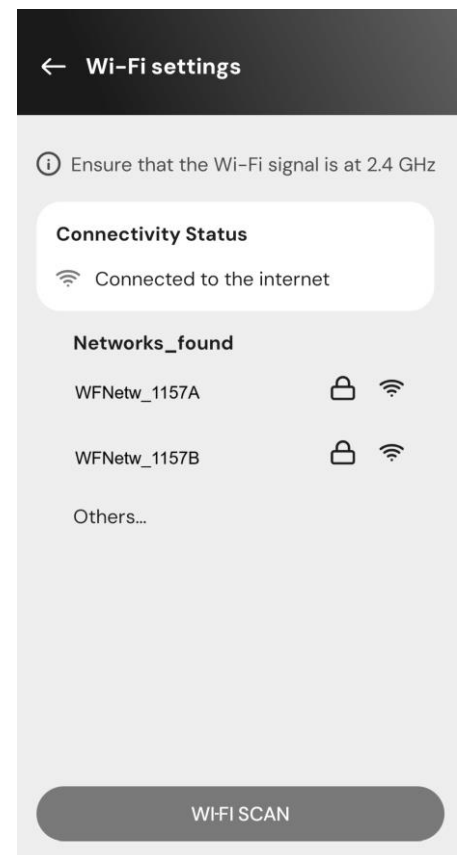 Wi-Fi settings
Ensure that the Wi-Fi signal is at 2.4 GHz
Connectivity Status
Connected to the internet
Networks_found
WFNetw_1157A
WFNetw_1157B
Others...
WI-FI SCAN